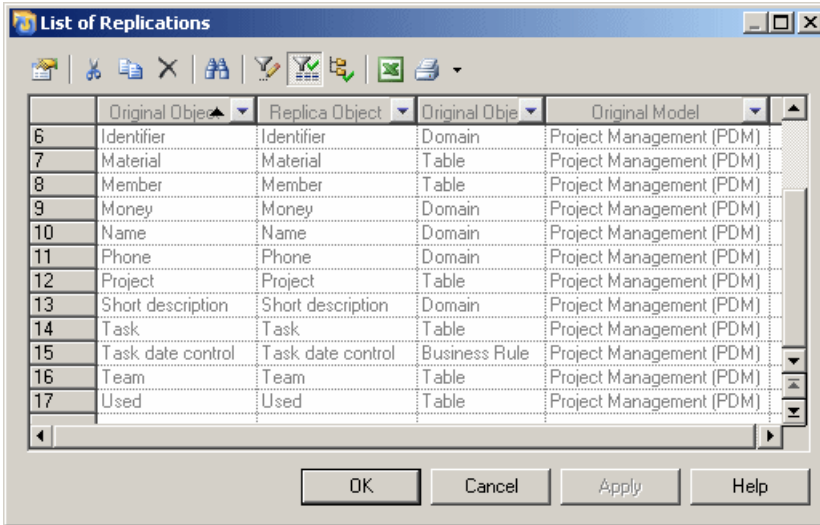 List of Replications
Original Objec Replica Object Original Obje Original Model
6 Identifier Identifier Domain Project Management (PDM)
7 Material Material Table Project Management (PDM)
8 Member Member Table Project Management (PDM)
9 Money Money Domain Project Management (PDM)
10 Name Name Domain Project Management (PDM)
11 Phone Phone Domain Project Management (PDM)
12 Project Project Table Project Management (PDM)
13 Short description Short description Domain Project Management (PDM)
14 Task Task Table Project Management (PDM)
15 Task date control Task date control Business Rule Project Management (PDM)
16 Team Team Table Project Management (PDM)
17 Used Used Table Project Management (PDM)
OK Cancel Apply Help